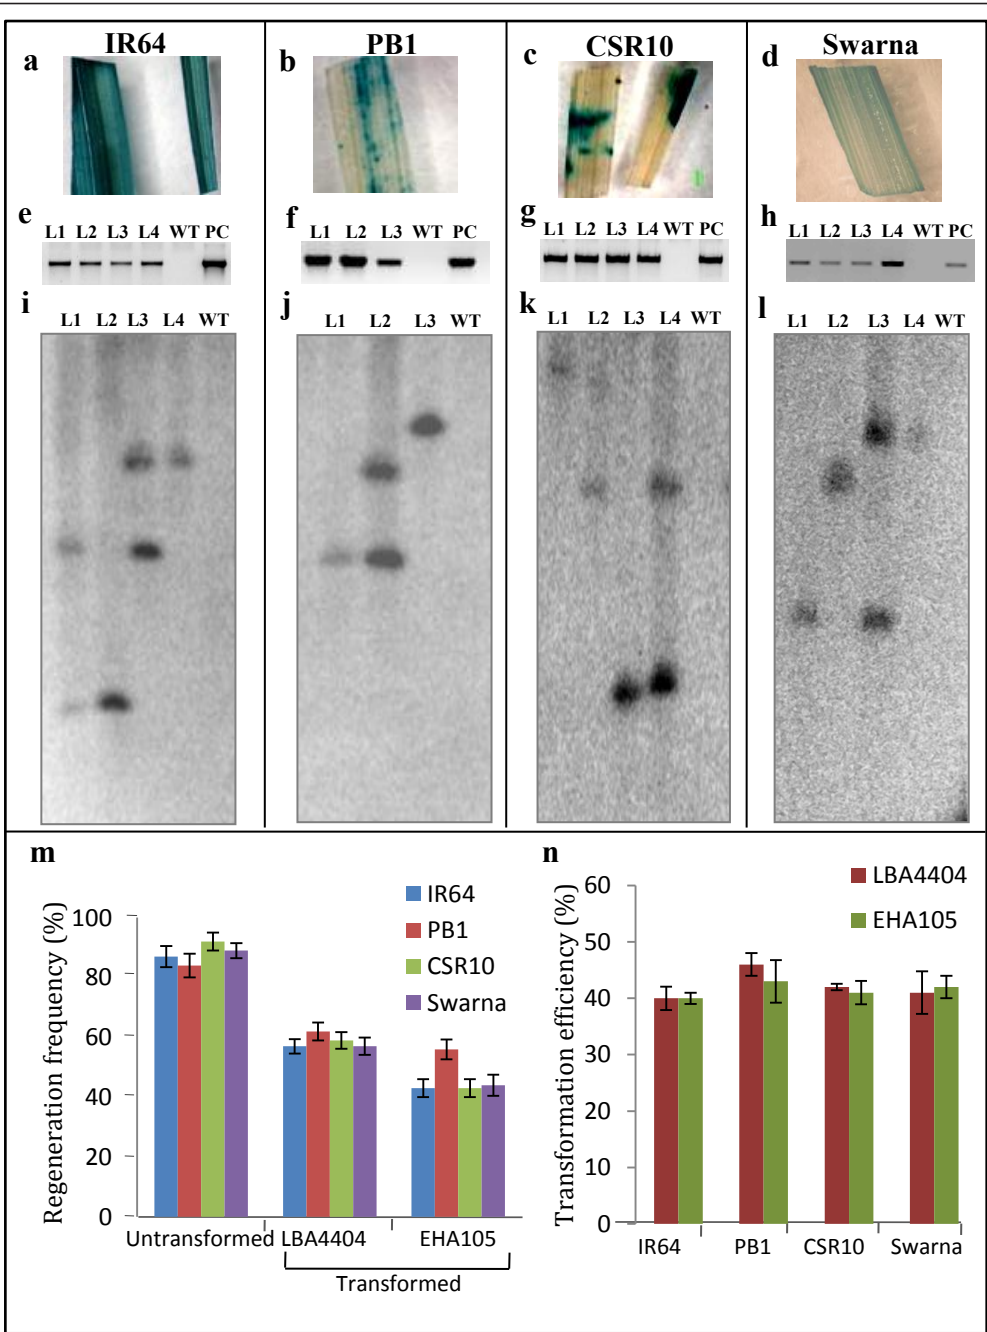 IR64 PB1 CSR10 Swarna
a b c d
e f g h
L1 L2 L3 L4 WT PC
L1 L2 L3 WT PC
L1 L2 L3 L4 WT PC
L1 L2 L3 L4 WT PC
i j k l
L1 L2 L3 L4 WT
L1 L2 L3 WT
L1 L2 L3 L4 WT
L1 L2 L3 L4 WT
m
Regeneration frequency (%)
100
80
60
40
20
0
IR64
PB1
CSR10
Swarna
Untransformed LBA4404 EHA105
Transformed
n
Transformation efficiency (%)
60
50
40
30
20
10
0
LBA4404
EHA105
IR64 PB1 CSR10 Swarna